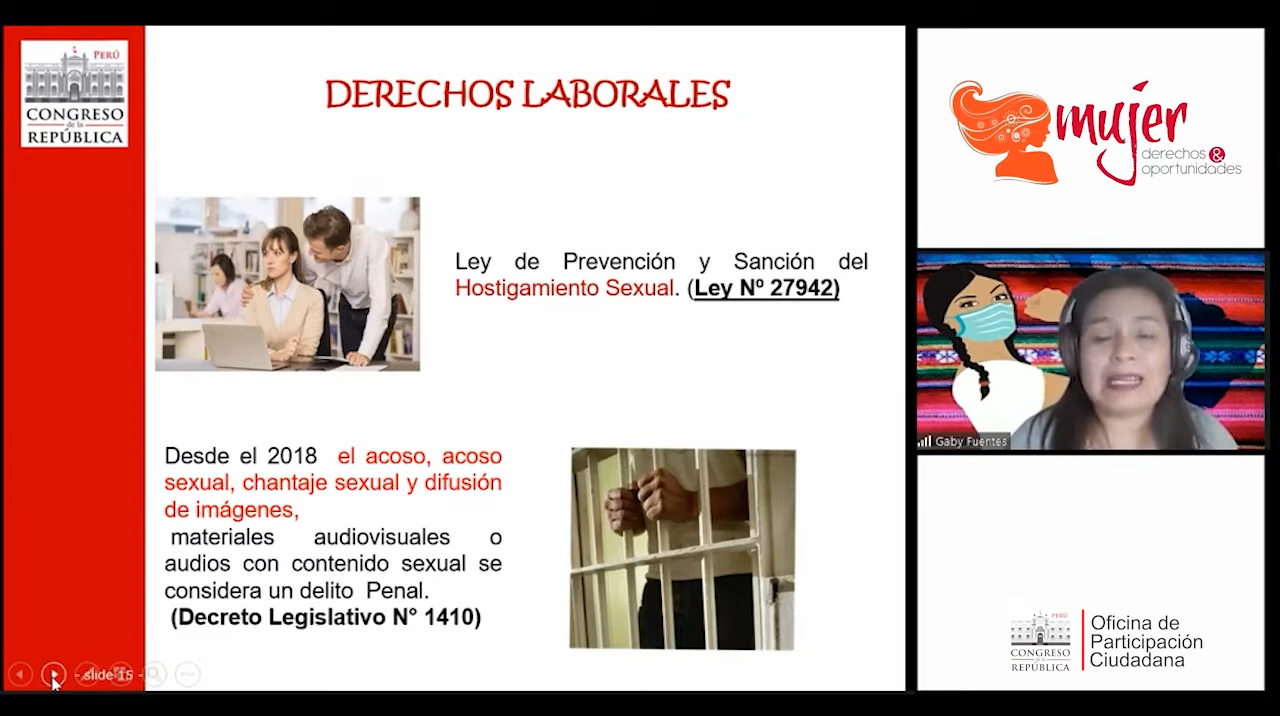 PERÚ
CONGRESO
de la
REPÚBLICA
DERECHOS LABORALES
Ley de Prevención y Sanción del
Hostigamiento Sexual. (Ley Nº 27942)
Desde el 2018 el acoso, acoso
sexual, chantaje sexual y difusión
de imágenes,
materiales audiovisuales o
audios con contenido sexual se
considera un delito Penal.
(Decreto Legislativo N° 1410)
- slide 15 -
mujer
derechos &
oportunidades
Gaby Fuentes
PERÚ
CONGRESO
de la
REPÚBLICA
Oficina de
Participación
Ciudadana